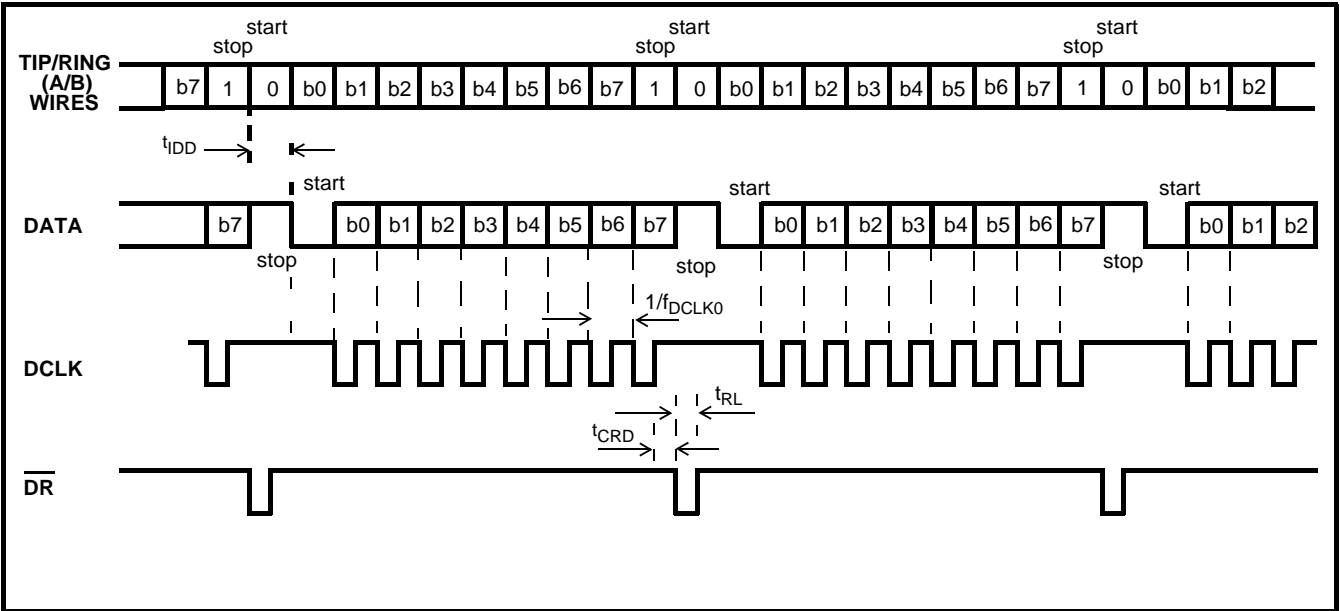 start start start
stop stop stop
TIP/RING
(A/B)
WIRES
b7 1 0 b0 b1 b2 b3 b4 b5 b6 b7 1 0 b0 b1 b2 b3 b4 b5 b6 b7 1 0 b0 b1 b2
tIDD
start start start
DATA
b7 b0 b1 b2 b3 b4 b5 b6 b7 b0 b1 b2 b3 b4 b5 b6 b7 b0 b1 b2
stop stop stop
1/fDCLK0
DCLK
tRL
tCRD
DR